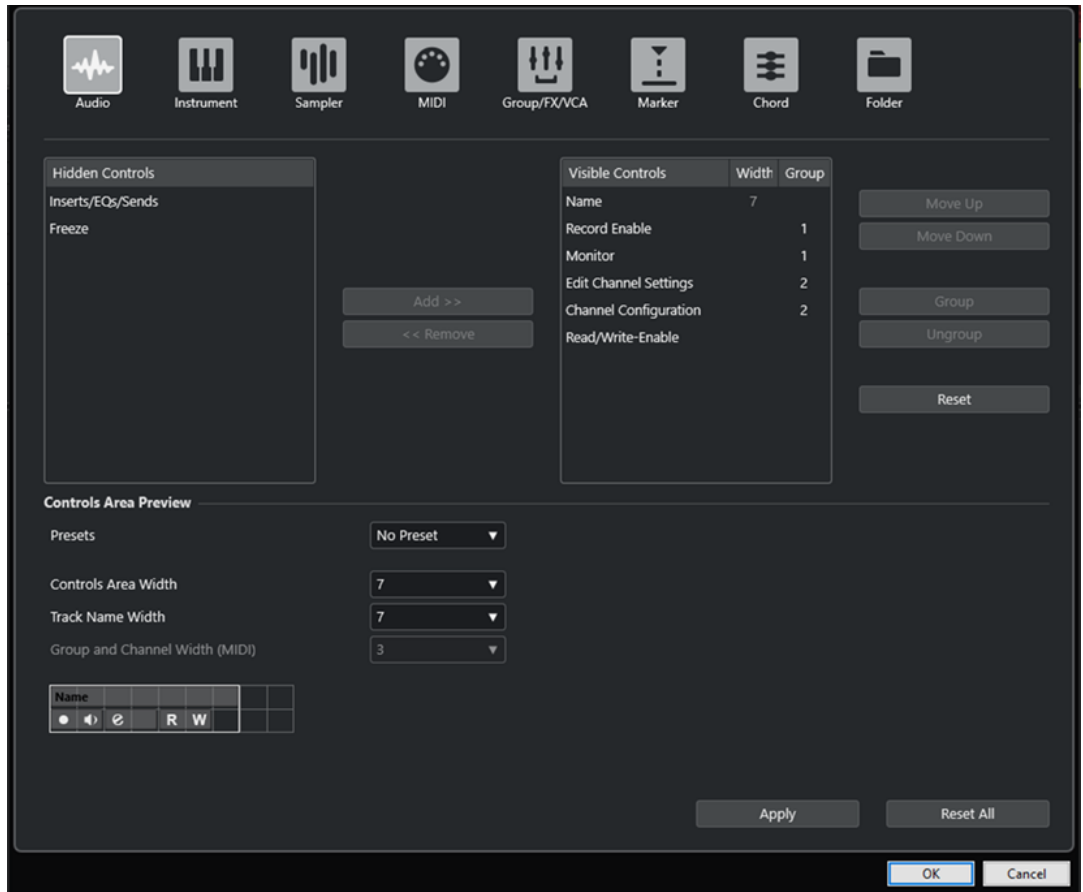 Audio Instrument Sampler MIDI Group/FX/VCA Marker Chord Folder
Hidden Controls
Inserts/EQs/Sends
Freeze
Add >>
<< Remove
Visible Controls Width Group
Name 7
Record Enable 1
Monitor 1
Edit Channel Settings 2
Channel Configuration 2
Read/Write-Enable
Move Up
Move Down
Group
Ungroup
Reset
Controls Area Preview
Presets No Preset
Controls Area Width 7
Track Name Width 7
Group and Channel Width (MIDI) 3
Name
e R W
Apply Reset All
OK Cancel